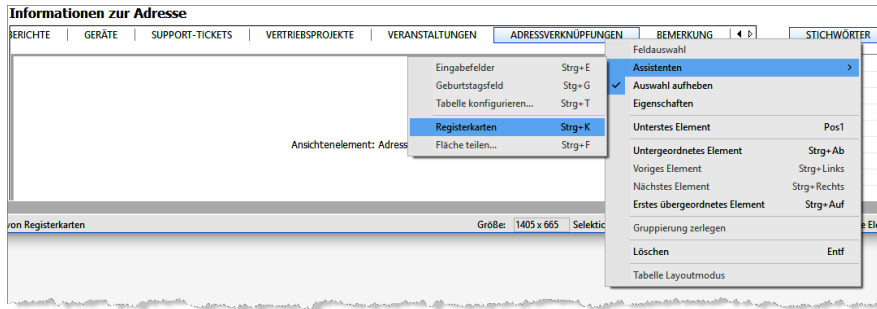 Informationen zur Adresse
GERÄTE
SUPPORT-TICKETS
VERTRIEBSPROJEKTE
VERANSTALTUNGEN
ADRESSVERKNÜPFUNGEN
BEMERKUNG
STICHWÖRTER
Feldauswahl
Assistenten
Auswahl aufheben
Eigenschaften
Unterstes Element Pos1
Untergeordnetes Element Strg+Ab
Voriges Element Strg+Links
Nächstes Element Strg+Rechts
Erstes übergeordnetes Element Strg+Auf
Gruppierung zerlegen
Löschen Entf
Tabelle Layoutmodus
Eingabefelder Strg+E
Geburtstagsfeld Stg+G
Tabelle konfigurieren... Strg+T
Registerkarten Strg+K
Fläche teilen... Strg+F
Ansichtenelement: Adress
von Registerkarten
Größe: 1405 x 665 Selektio